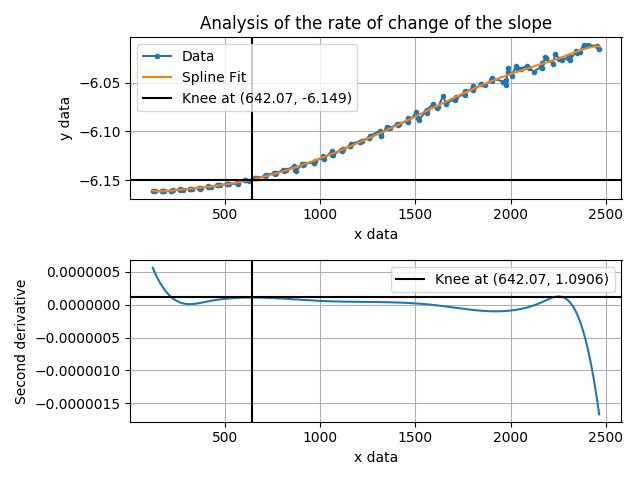 Analysis of the rate of change of the slope
Data
Spline Fit
Knee at (642.07, -6.149)
y data
−6.05
−6.10
−6.15
500 1000 1500 2000 2500
x data
Knee at (642.07, 1.0906)
Second derivative
0.0000005
0.0000000
−0.0000005
−0.0000010
−0.0000015
500 1000 1500 2000 2500
x data